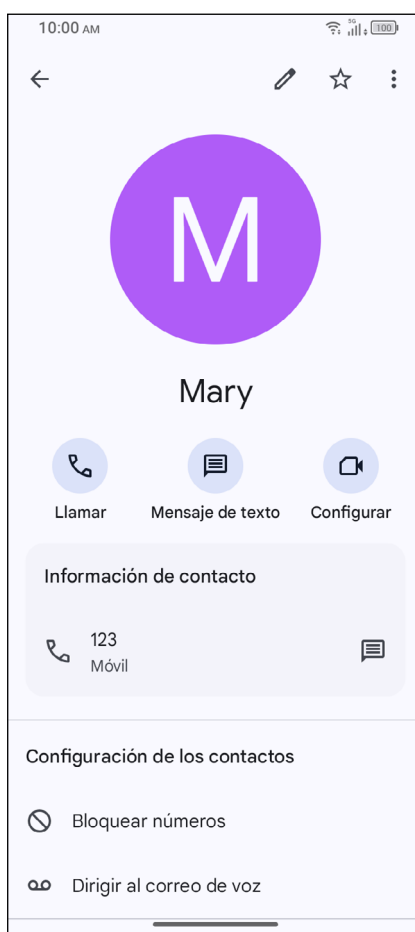 10:00 AM
5G
100
M
Mary
Llamar
Mensaje de texto
Configurar
Información de contacto
123
Móvil
Configuración de los contactos
Bloquear números
Dirigir al correo de voz